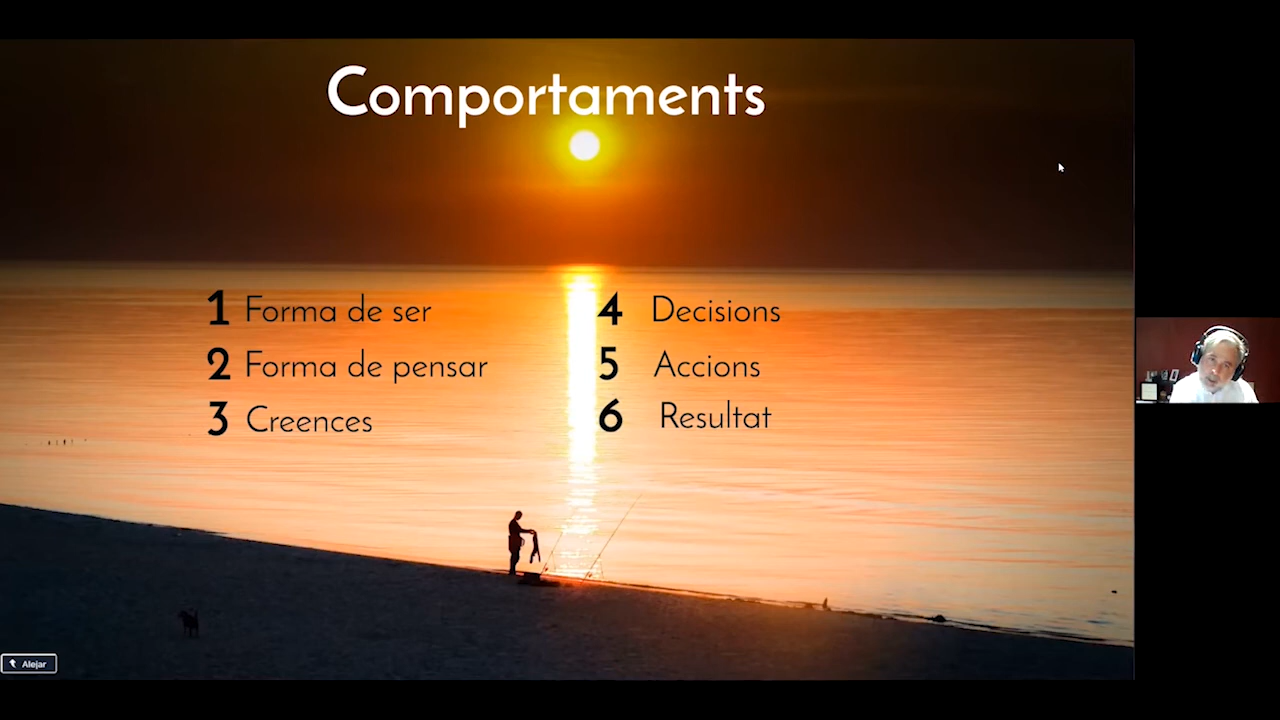 Comportaments
1 Forma de ser
2 Forma de pensar
3 Creences
4 Decisions
5 Accions
6 Resultat
Alejar